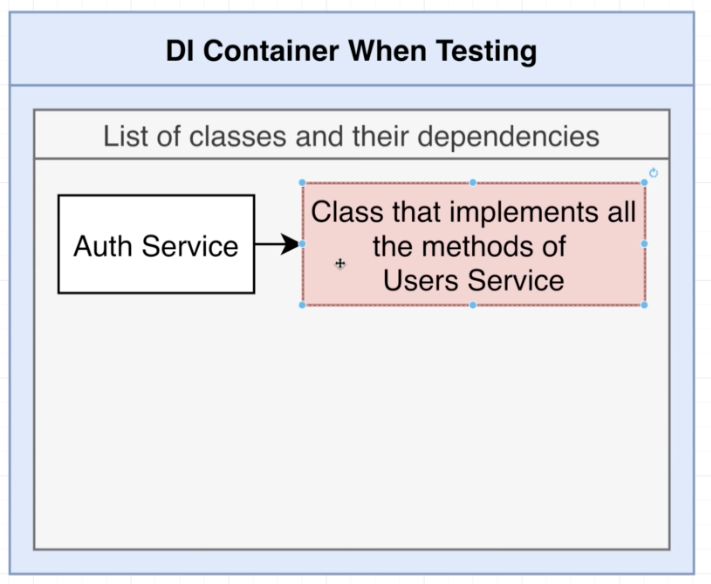 DI Container When Testing
List of classes and their dependencies
Auth Service
Class that implements all
the methods of
Users Service